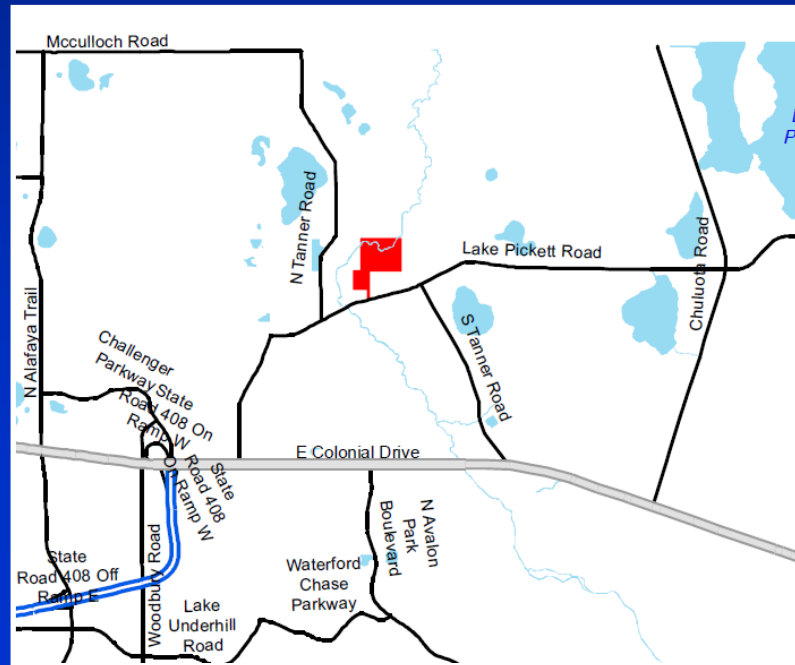 Mcculloch Road
N Tanner Road
Lake Pickett Road
Chuluota Road
N Alafaya Trail
S Tanner Road
Challenger
Parkway State
Road 408 On
Ramp W
State
Road 408
On Ramp W
E Colonial Drive
N Avalon
Park
Boulevard
State
Road 408 Off
Ramp E
Woodbury Road
Waterford
Chase
Parkway
Lake
Underhill
Road